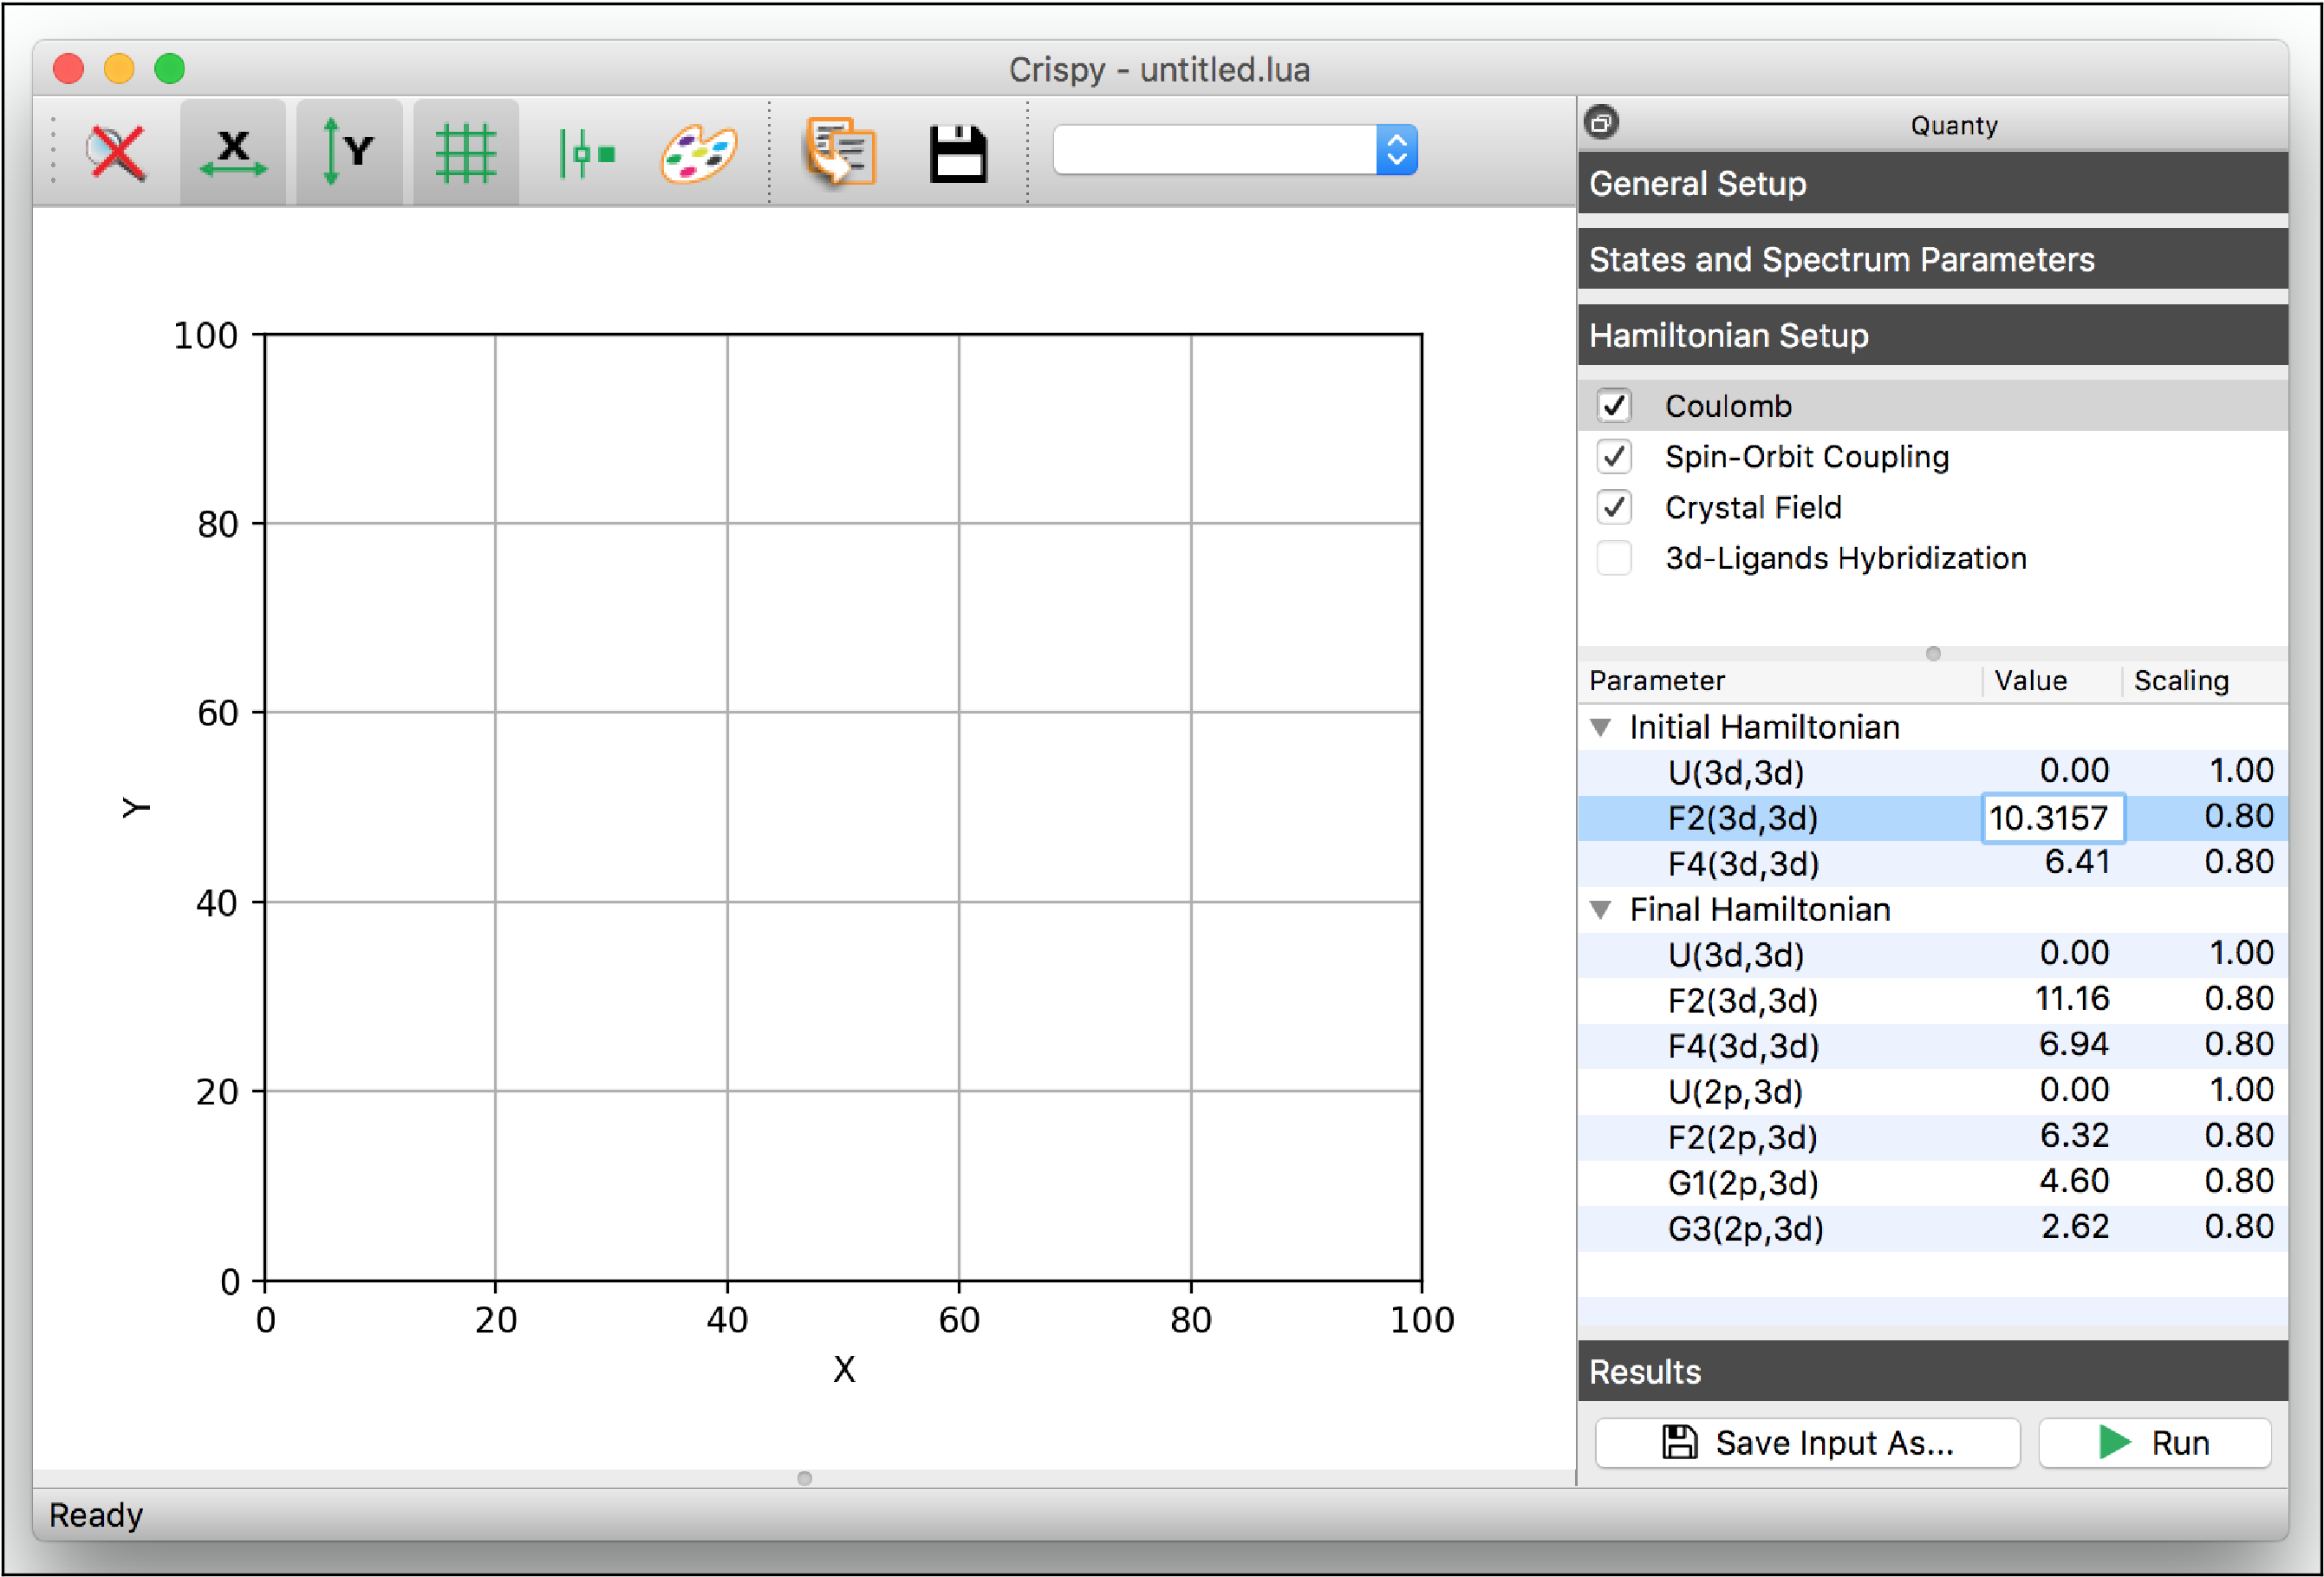 Crispy - untitled.lua
X
Y
Quanty
General Setup
States and Spectrum Parameters
Hamiltonian Setup
Coulomb
Spin-Orbit Coupling
Crystal Field
3d-Ligands Hybridization
Parameter Value Scaling
Initial Hamiltonian
U(3d,3d) 0.00 1.00
F2(3d,3d) 10.3157 0.80
F4(3d,3d) 6.41 0.80
Final Hamiltonian
U(3d,3d) 0.00 1.00
F2(3d,3d) 11.16 0.80
F4(3d,3d) 6.94 0.80
U(2p,3d) 0.00 1.00
F2(2p,3d) 6.32 0.80
G1(2p,3d) 4.60 0.80
G3(2p,3d) 2.62 0.80
Results
Save Input As...
Run
100
80
60
Y
40
20
0
0 20 40 60 80 100
X
Ready